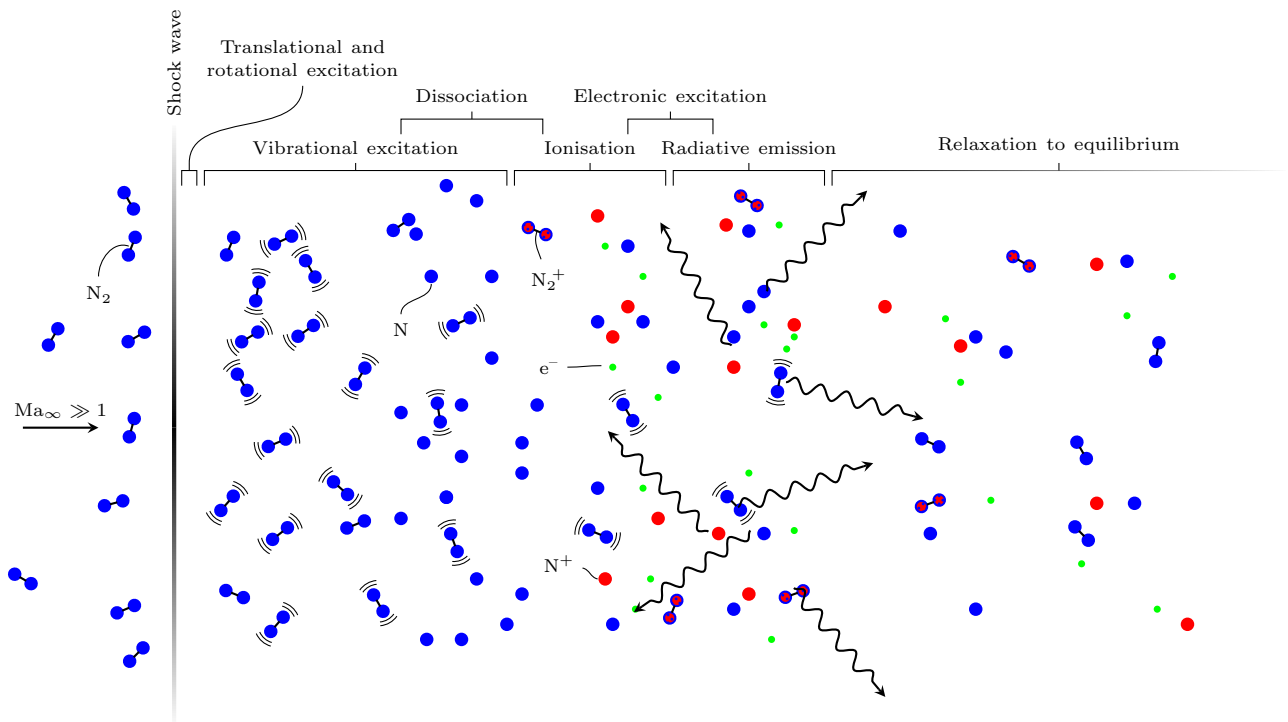 Shock wave
Translational and
rotational excitation
Dissociation
Electronic excitation
Vibrational excitation
Ionisation
Radiative emission
Relaxation to equilibrium
N₂
N₂⁺
N
e⁻
Ma∞ ≫ 1
N⁺